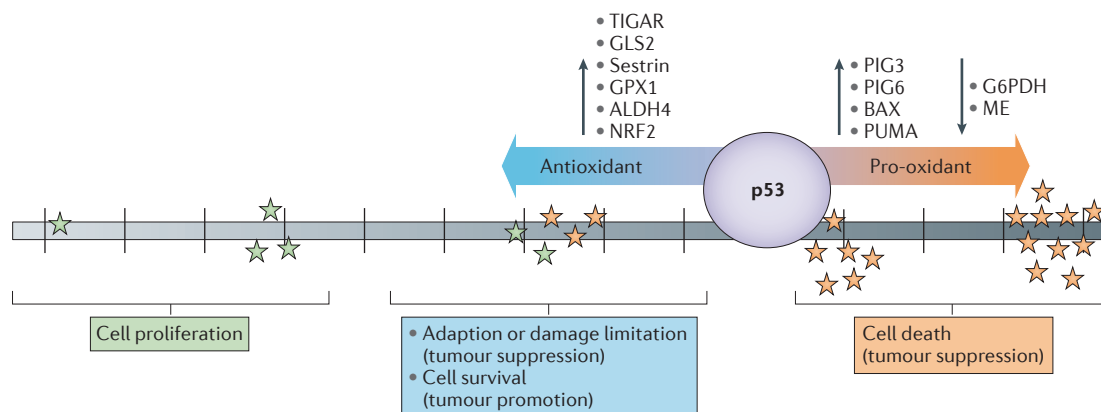 TIGAR
GLS2
Sestrin
GPX1
ALDH4
NRF2
PIG3
PIG6
BAX
PUMA
G6PDH
ME
Antioxidant
p53
Pro-oxidant
Cell proliferation
• Adaption or damage limitation
(tumour suppression)
• Cell survival
(tumour promotion)
Cell death
(tumour suppression)